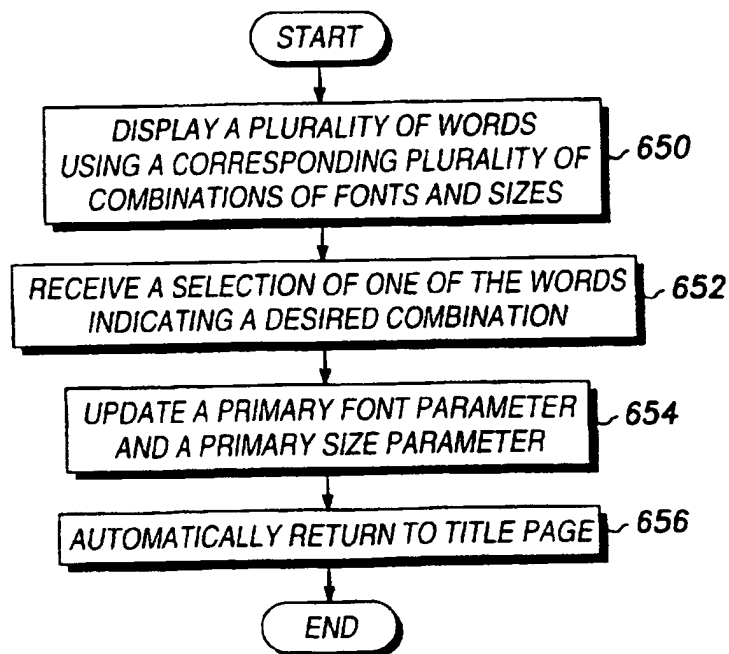 START
DISPLAY A PLURALITY OF WORDS
USING A CORRESPONDING PLURALITY OF
COMBINATIONS OF FONTS AND SIZES
650
RECEIVE A SELECTION OF ONE OF THE WORDS
INDICATING A DESIRED COMBINATION
652
UPDATE A PRIMARY FONT PARAMETER
AND A PRIMARY SIZE PARAMETER
654
AUTOMATICALLY RETURN TO TITLE PAGE
656
END